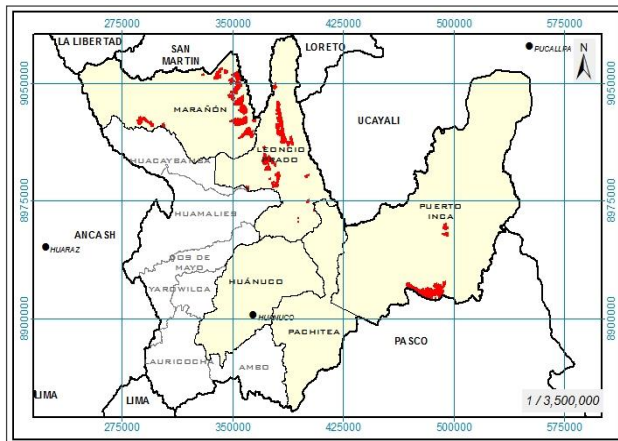 275000 350000 425000 500000 575000
LA LIBERTAD
SAN
MARTIN
LORETO
PUCALLPA
N
9050000
9050000
MARAÑÓN
UCAYALI
LEONCIO
PRADO
HUACAYBAMBA
8975000
8975000
HUAMALIES
PUERTO
INCA
ANCASH
HUARAZ
DOS DE
MAYO
YAROWILCA
HUÁNUCO
HUANUCO
8900000
8900000
PACHITEA
PASCO
LAURICOCHA
AMBO
LIMA
LIMA
1 / 3,500,000
275000 350000 425000 500000 575000